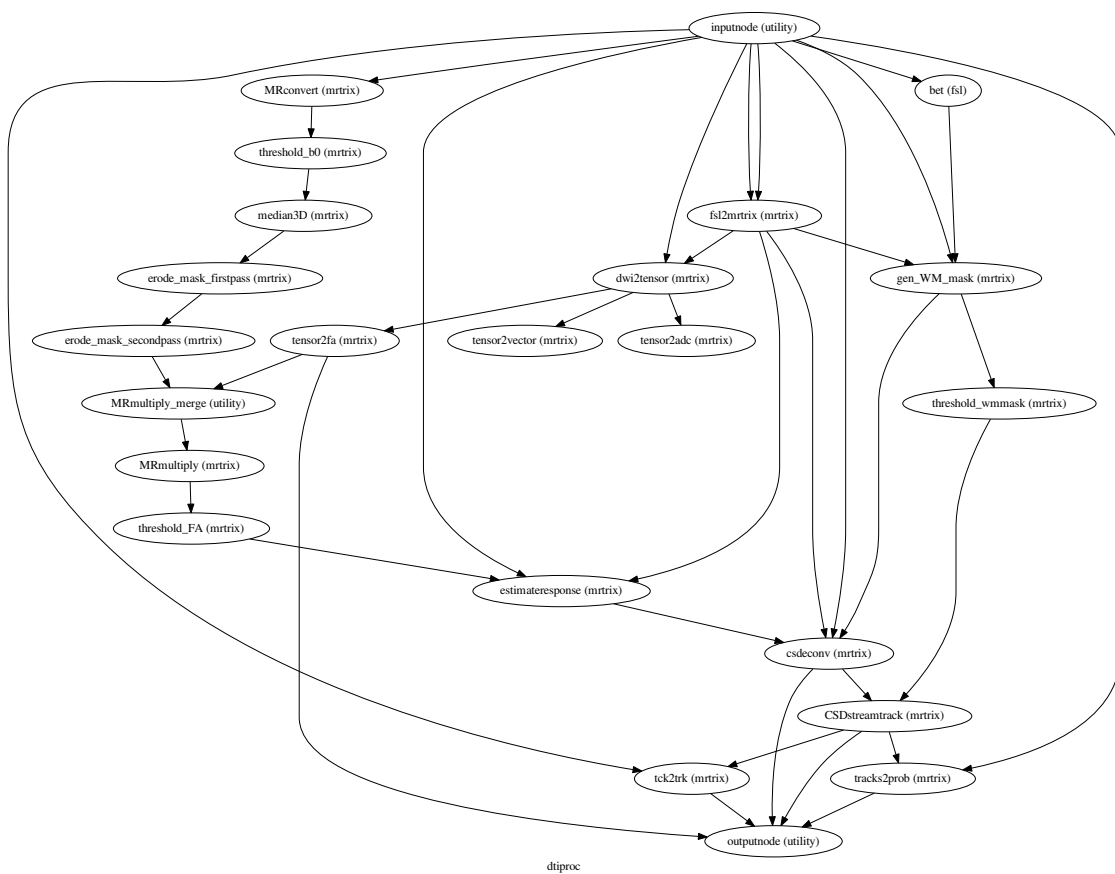 inputnode (utility)
MRconvert (mrtrix)
bet (fsl)
threshold_b0 (mrtrix)
median3D (mrtrix)
fsl2mrtrix (mrtrix)
erode_mask_firstpass (mrtrix)
dwi2tensor (mrtrix)
gen_WM_mask (mrtrix)
erode_mask_secondpass (mrtrix)
tensor2fa (mrtrix)
tensor2vector (mrtrix)
tensor2adc (mrtrix)
MRmultiply_merge (utility)
threshold_wmmask (mrtrix)
MRmultiply (mrtrix)
threshold_FA (mrtrix)
estimateresponse (mrtrix)
csdeconv (mrtrix)
CSDstreamtrack (mrtrix)
tck2trk (mrtrix)
tracks2prob (mrtrix)
outputnode (utility)
dtiproc